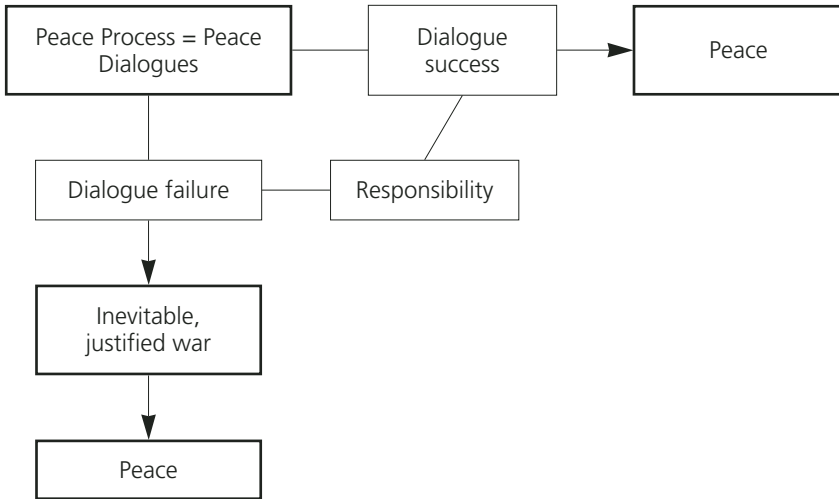 Peace Process = Peace
Dialogues
Dialogue
success
Peace
Dialogue failure
Responsibility
Inevitable,
justified war
Peace